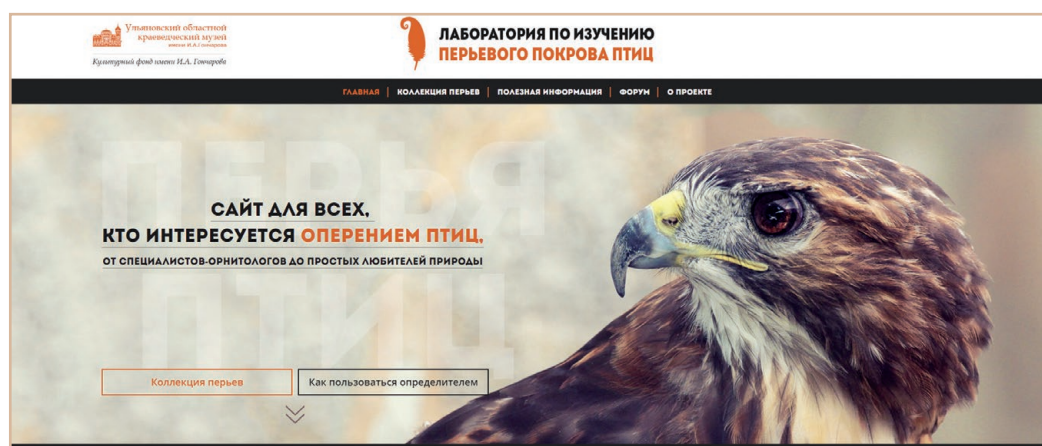 Ульяновский областной
краеведческий музей
имени И.А.Гончарова
Культурный фонд имени И.А. Гончарова
ЛАБОРАТОРИЯ ПО ИЗУЧЕНИЮ
ПЕРЬЕВОГО ПОКРОВА ПТИЦ
ГЛАВНАЯ | КОЛЛЕКЦИЯ ПЕРЬЕВ | ПОЛЕЗНАЯ ИНФОРМАЦИЯ | ФОРУМ | О ПРОЕКТЕ
ПЕРЬЯ
ПТИЦ
САЙТ ДЛЯ ВСЕХ,
КТО ИНТЕРЕСУЕТСЯ ОПЕРЕНИЕМ ПТИЦ,
ОТ СПЕЦИАЛИСТОВ-ОРНИТОЛОГОВ ДО ПРОСТЫХ ЛЮБИТЕЛЕЙ ПРИРОДЫ
Коллекция перьев
Как пользоваться определителем